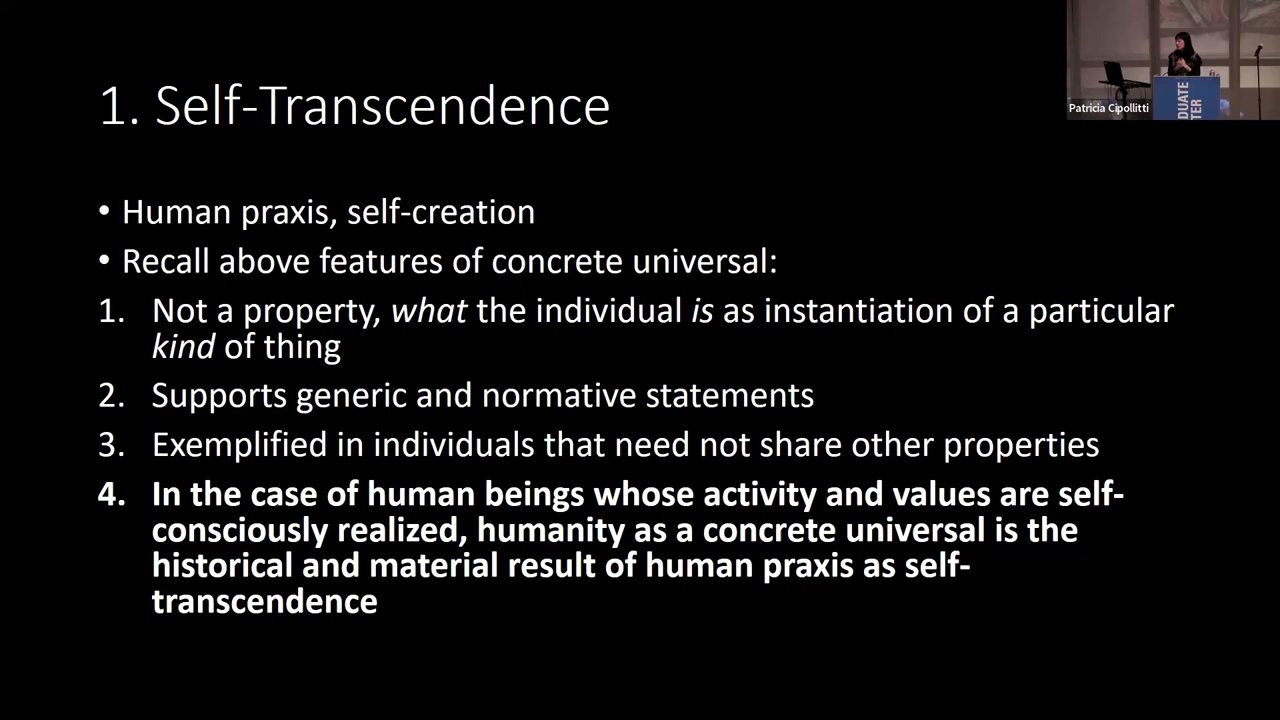 1. Self-Transcendence
• Human praxis, self-creation
• Recall above features of concrete universal:
1. Not a property, what the individual is as instantiation of a particular
kind of thing
2. Supports generic and normative statements
3. Exemplified in individuals that need not share other properties
4. In the case of human beings whose activity and values are self-
consciously realized, humanity as a concrete universal is the
historical and material result of human praxis as self-
transcendence
Patricia Cipollitti
DUATE
TER